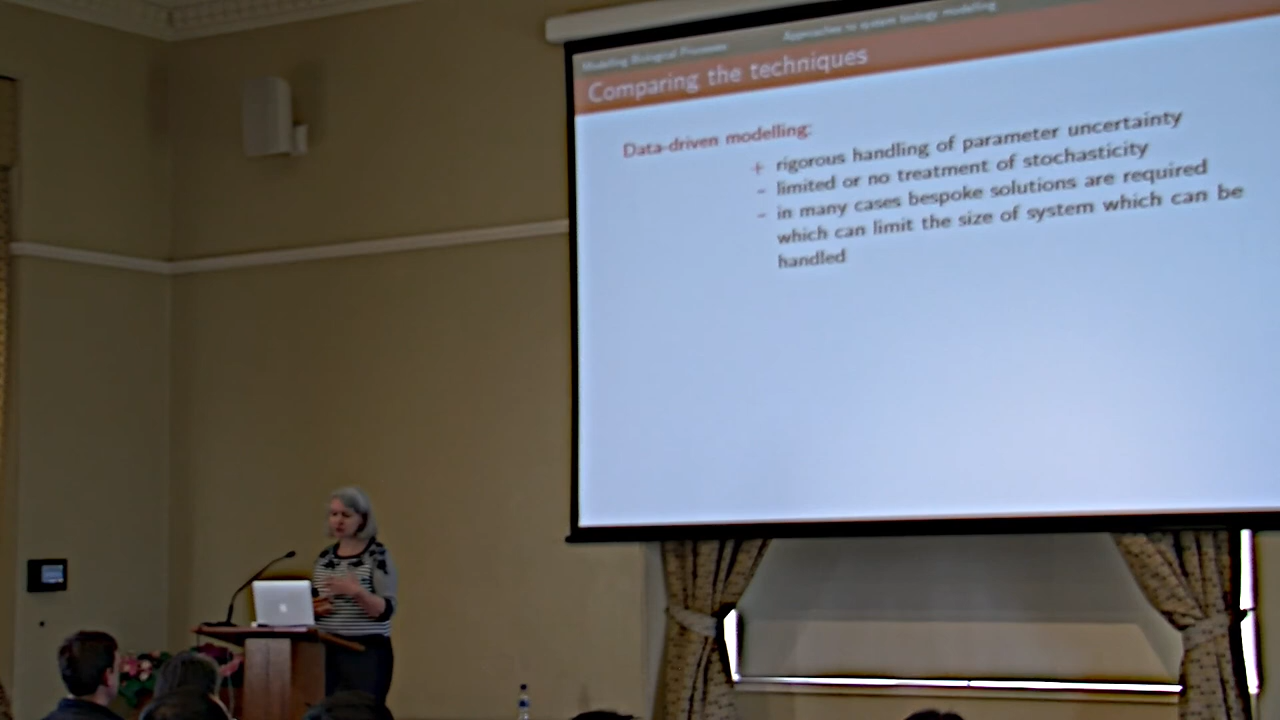 Modelling Biological Processes Approaches to system biology modelling
Comparing the techniques
Data-driven modelling:
+ rigorous handling of parameter uncertainty
– limited or no treatment of stochasticity
– in many cases bespoke solutions are required
which can limit the size of system which can be
handled